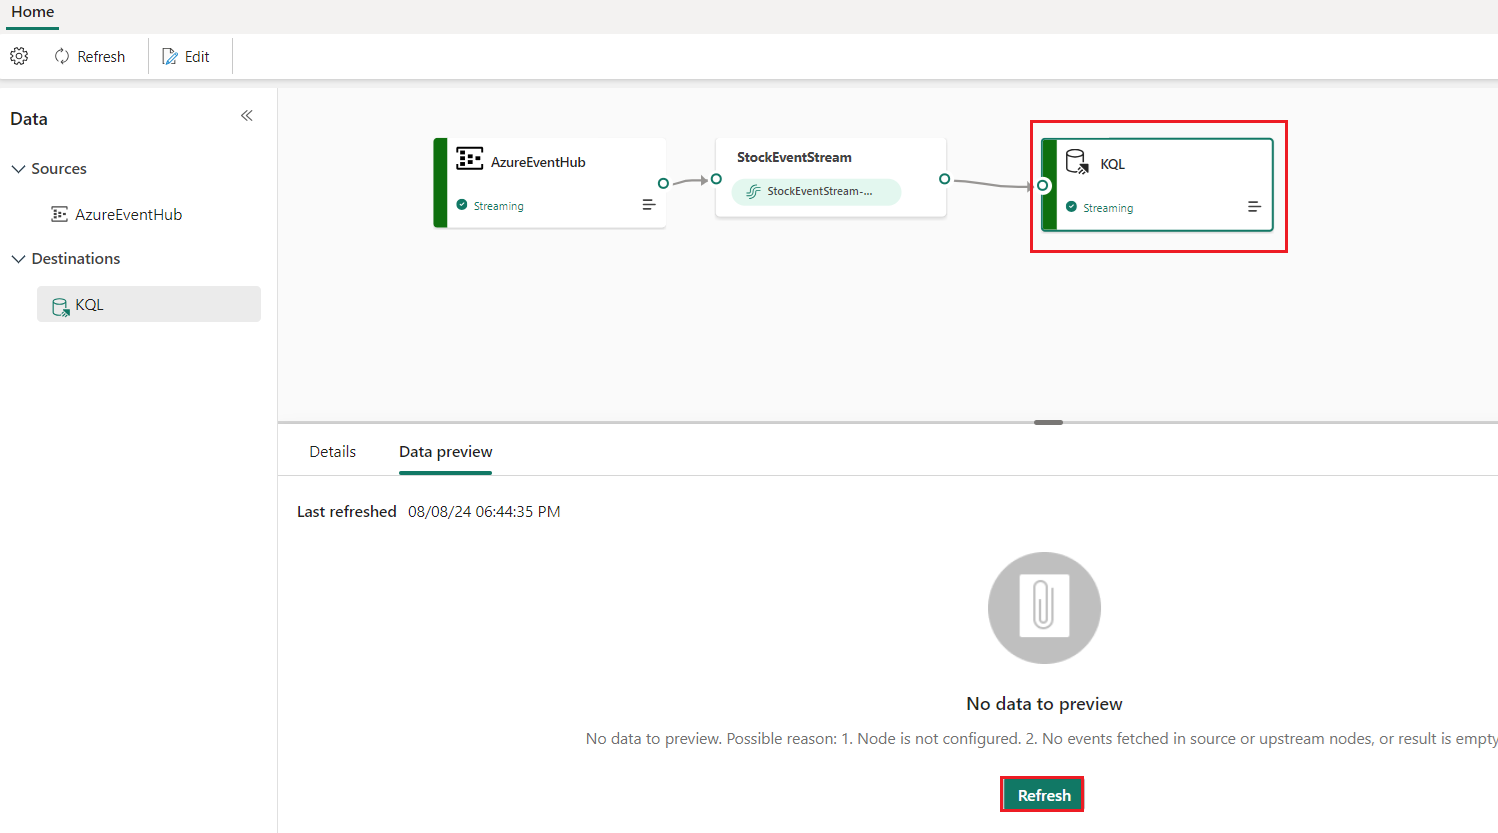 Home
Refresh
Edit
Data
Sources
AzureEventHub
Destinations
KQL
AzureEventHub
Streaming
StockEventStream
StockEventStream-...
KQL
Streaming
Details
Data preview
Last refreshed 08/08/24 06:44:35 PM
No data to preview
No data to preview. Possible reason: 1. Node is not configured. 2. No events fetched in source or upstream nodes, or result is empty
Refresh